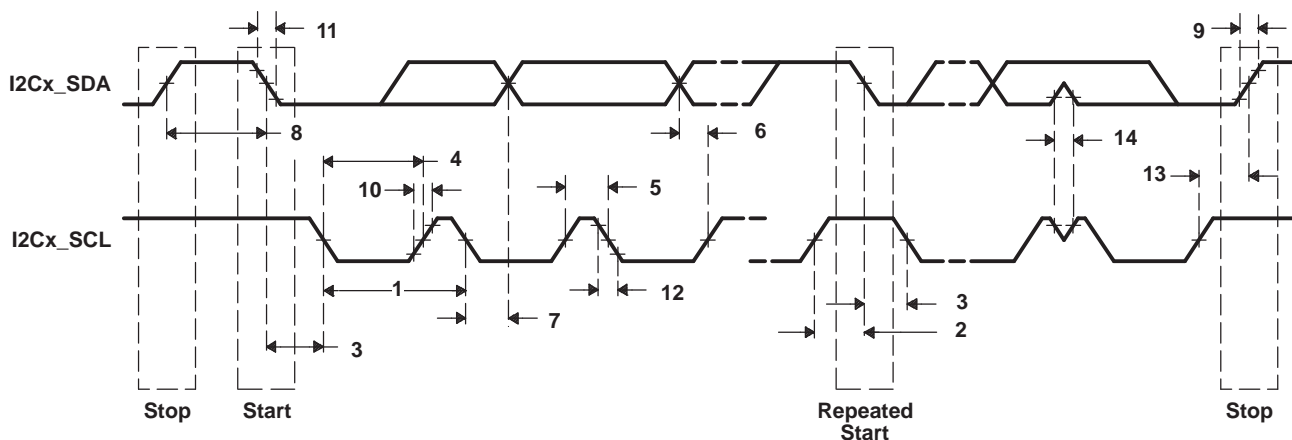 11
9
I2Cx_SDA
8
6
4
14
10
5
13
I2Cx_SCL
1
12
3
7
2
3
Stop
Start
Repeated
Start
Stop